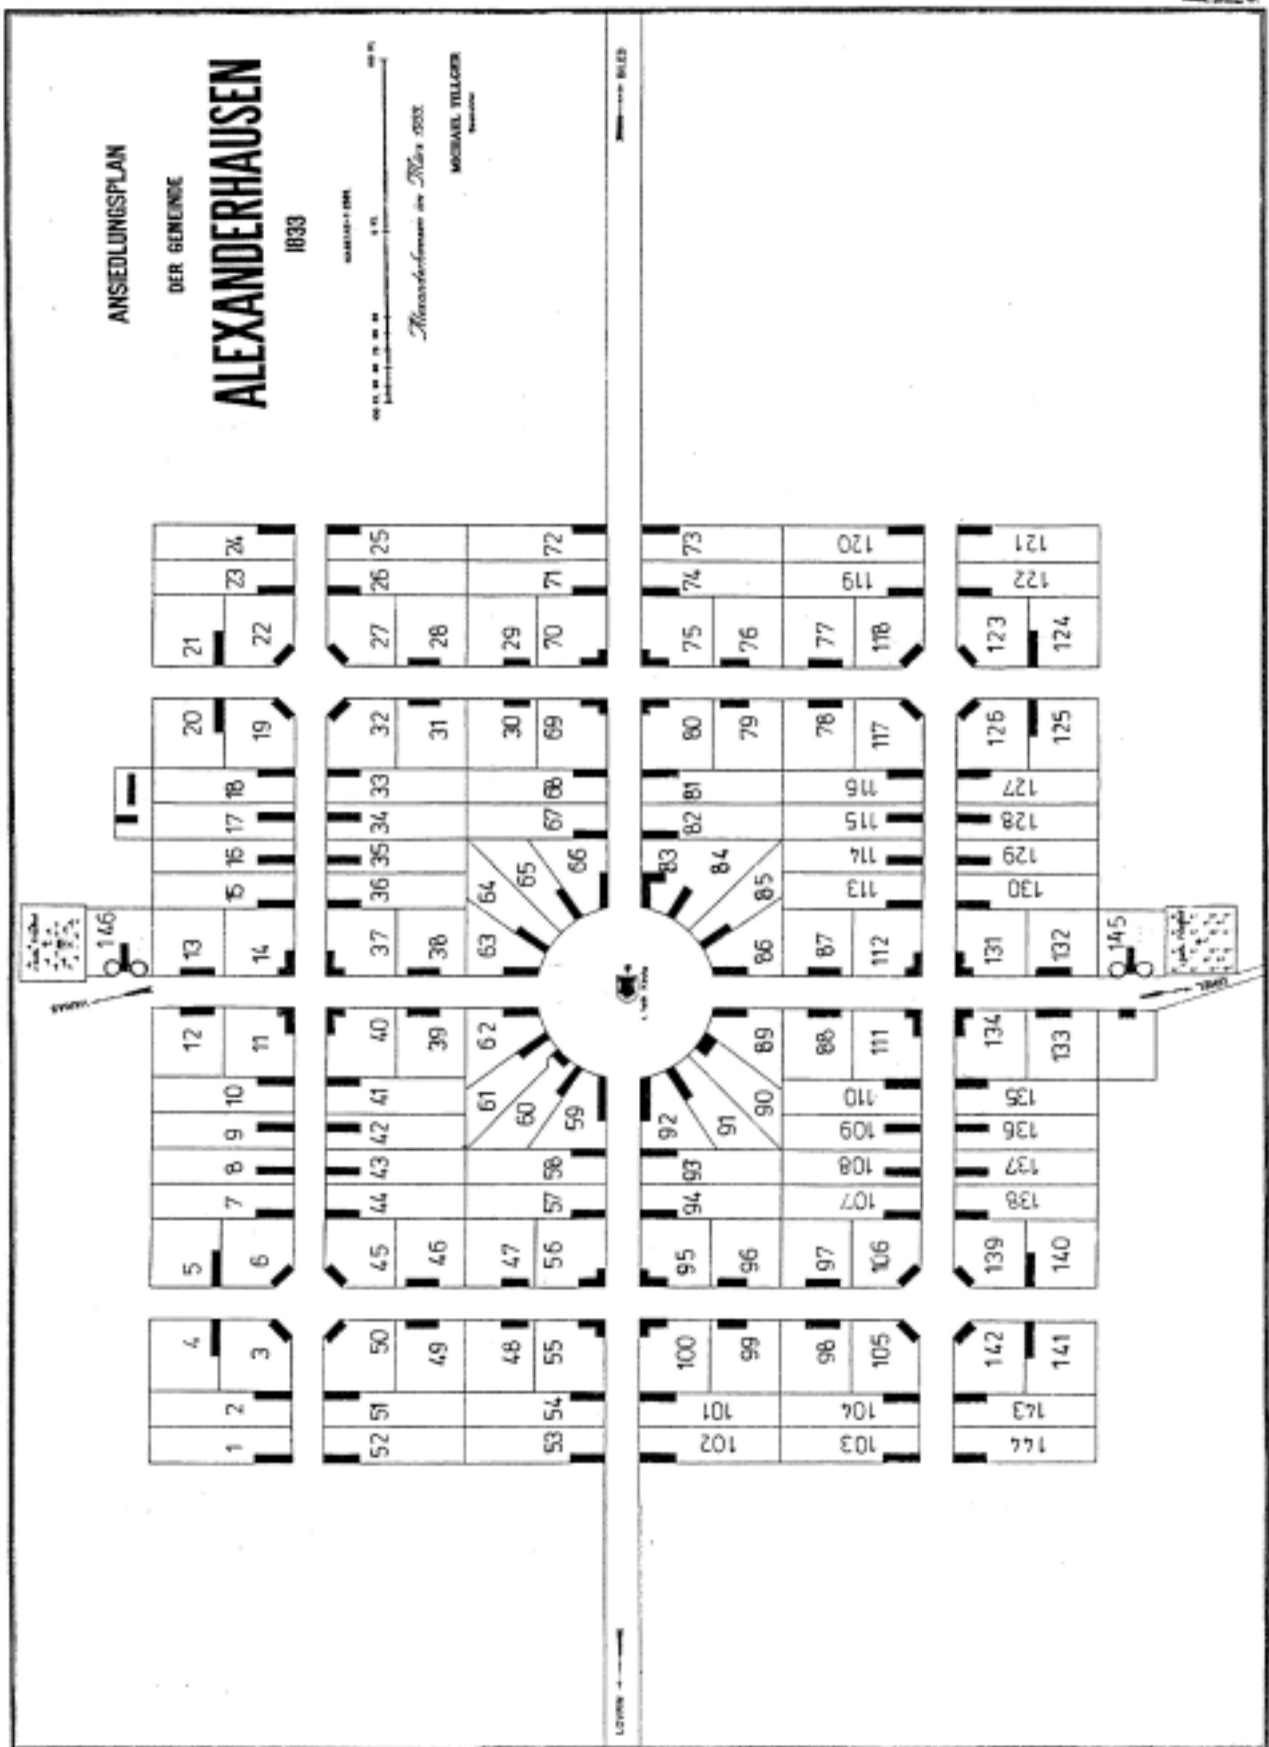 ANSIEDLUNGSPLAN
DER GEMEINDE
ALEXANDERHAUSEN
1833
Alexanderhausen im März 1933.
MICHAEL TILLGER
146
4 5 12 13 20 21
1 2 3 6 7 8 9 10 11 14 15 16 17 18 19 22 23 24
52 51 50 45 44 43 42 41 40 37 36 35 34 33 32 27 26 25
49 46 39 38 31 28
61 62 63 64
48 47 60 65 30 29
53 54 55 56 57 58 59 66 67 68 69 70 71 72
LOVRIN
BILED
102 101 100 95 94 93 92 83 82 81 80 75 74 73
99 96 91 84 79 76
90 89 86 85
98 97 88 87 78 77
103 104 105 106 107 108 109 110 111 112 113 114 115 116 117 118 119 120
144 143 142 139 138 137 136 135 134 131 130 129 128 127 126 123 122 121
141 140 133 132 125 124
145